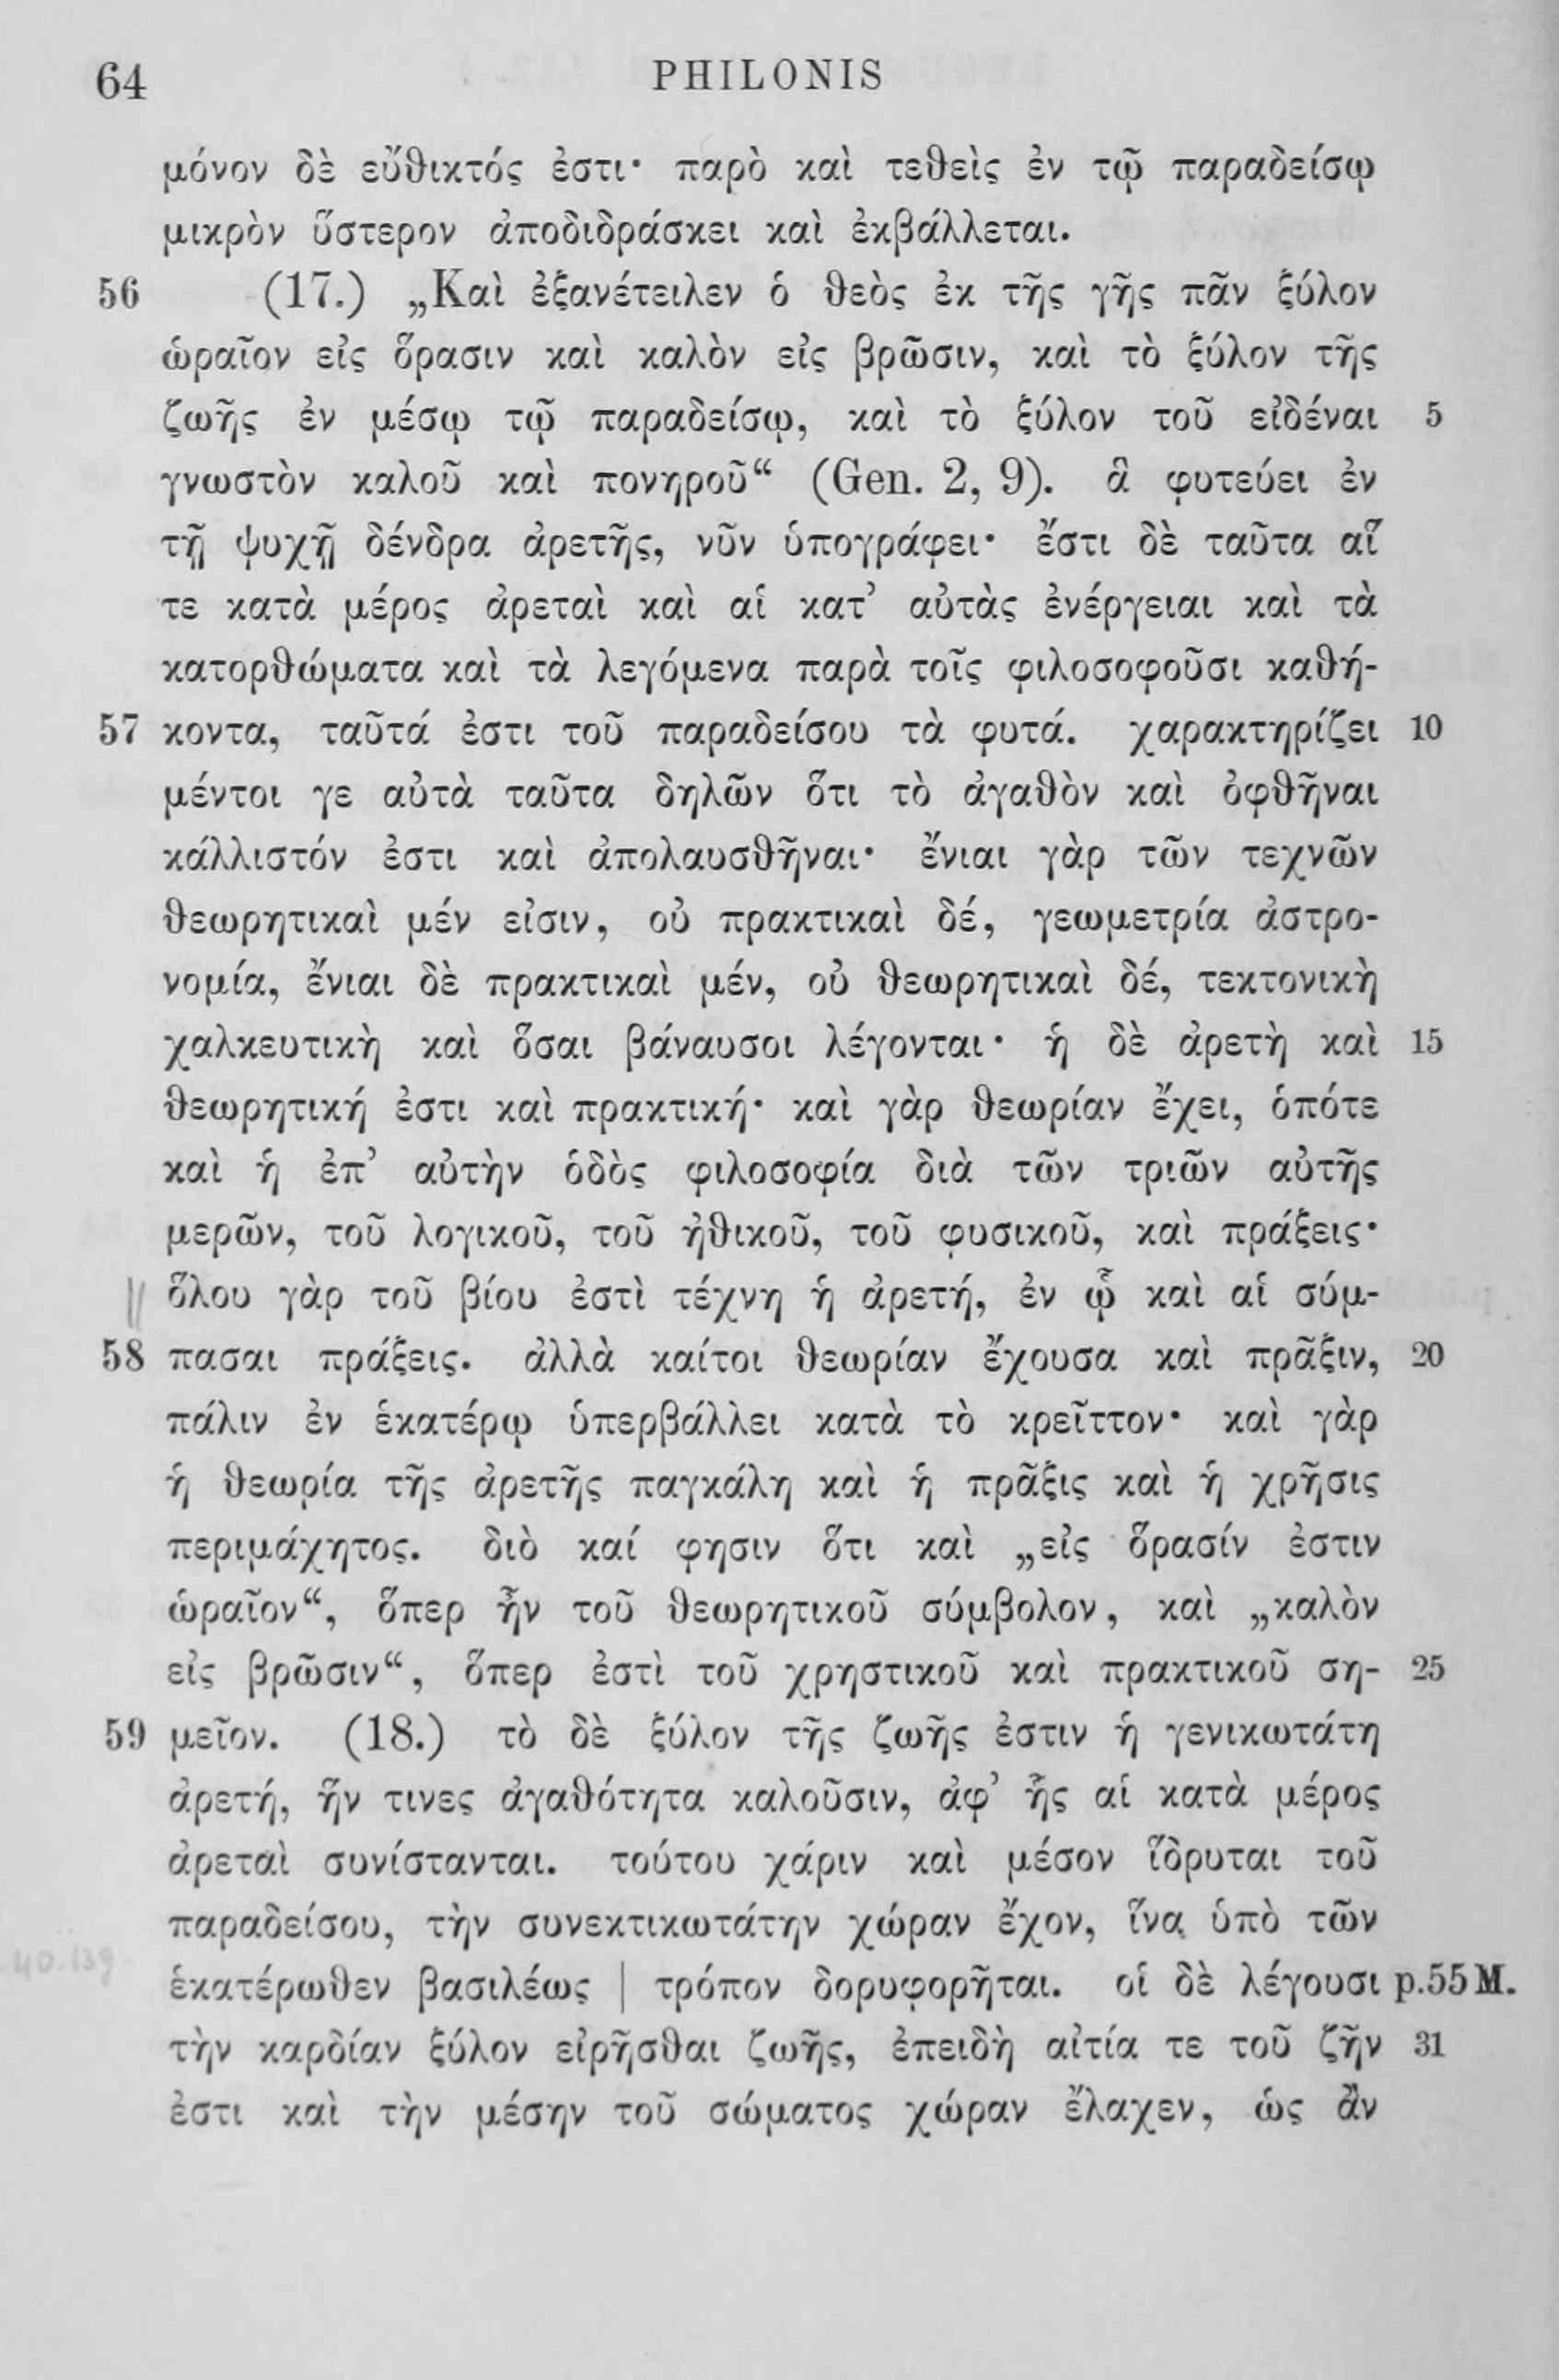 64 PHILONIS
μόνον δὲ εὔθικτός ἐστι· παρὸ καὶ τεθεὶς ἐν τῷ παραδείσῳ
μικρὸν ὕστερον ἀποδιδράσκει καὶ ἐκβάλλεται.
56 (17.) „Καὶ ἐξανέτειλεν ὁ θεὸς ἐκ τῆς γῆς πᾶν ξύλον
ὡραῖον εἰς ὅρασιν καὶ καλὸν εἰς βρῶσιν, καὶ τὸ ξύλον τῆς
ζωῆς ἐν μέσῳ τῷ παραδείσῳ, καὶ τὸ ξύλον τοῦ εἰδέναι 5
γνωστὸν καλοῦ καὶ πονηροῦ“ (Gen. 2, 9). ἃ φυτεύει ἐν
τῇ ψυχῇ δένδρα ἀρετῆς, νῦν ὑπογράφει· ἔστι δὲ ταῦτα αἵ
τε κατὰ μέρος ἀρεταὶ καὶ αἱ κατ’ αὐτὰς ἐνέργειαι καὶ τὰ
κατορθώματα καὶ τὰ λεγόμενα παρὰ τοῖς φιλοσοφοῦσι καθή-
57 κοντα, ταῦτά ἐστι τοῦ παραδείσου τὰ φυτά. χαρακτηρίζει 10
μέντοι γε αὐτὰ ταῦτα δηλῶν ὅτι τὸ ἀγαθὸν καὶ ὀφθῆναι
κάλλιστόν ἐστι καὶ ἀπολαυσθῆναι· ἔνιαι γὰρ τῶν τεχνῶν
θεωρητικαὶ μέν εἰσιν, οὐ πρακτικαὶ δέ, γεωμετρία ἀστρο-
νομία, ἔνιαι δὲ πρακτικαὶ μέν, οὐ θεωρητικαὶ δέ, τεκτονικὴ
χαλκευτικὴ καὶ ὅσαι βάναυσοι λέγονται· ἡ δὲ ἀρετὴ καὶ 15
θεωρητική ἐστι καὶ πρακτική· καὶ γὰρ θεωρίαν ἔχει, ὁπότε
καὶ ἡ ἐπ’ αὐτὴν ὁδὸς φιλοσοφία διὰ τῶν τριῶν αὐτῆς
μερῶν, τοῦ λογικοῦ, τοῦ ἠθικοῦ, τοῦ φυσικοῦ, καὶ πράξεις·
ὅλου γὰρ τοῦ βίου ἐστὶ τέχνη ἡ ἀρετή, ἐν ᾧ καὶ αἱ σύμ-
58 πασαι πράξεις. ἀλλὰ καίτοι θεωρίαν ἔχουσα καὶ πρᾶξιν, 20
πάλιν ἐν ἑκατέρῳ ὑπερβάλλει κατὰ τὸ κρεῖττον· καὶ γὰρ
ἡ θεωρία τῆς ἀρετῆς παγκάλη καὶ ἡ πρᾶξις καὶ ἡ χρῆσις
περιμάχητος. διὸ καί φησιν ὅτι καὶ „εἰς ὅρασίν ἐστιν
ὡραῖον“, ὅπερ ἦν τοῦ θεωρητικοῦ σύμβολον, καὶ „καλὸν
εἰς βρῶσιν“, ὅπερ ἐστὶ τοῦ χρηστικοῦ καὶ πρακτικοῦ ση- 25
59 μεῖον. (18.) τὸ δὲ ξύλον τῆς ζωῆς ἐστιν ἡ γενικωτάτη
ἀρετή, ἥν τινες ἀγαθότητα καλοῦσιν, ἀφ’ ἧς αἱ κατὰ μέρος
ἀρεταὶ συνίστανται. τούτου χάριν καὶ μέσον ἵδρυται τοῦ
παραδείσου, τὴν συνεκτικωτάτην χώραν ἔχον, ἵνα ὑπὸ τῶν
40.139 ἑκατέρωθεν βασιλέως | τρόπον δορυφορῆται. οἱ δὲ λέγουσι p.55 M.
τὴν καρδίαν ξύλον εἰρῆσθαι ζωῆς, ἐπειδὴ αἰτία τε τοῦ ζῆν 31
ἐστι καὶ τὴν μέσην τοῦ σώματος χώραν ἔλαχεν, ὡς ἂν